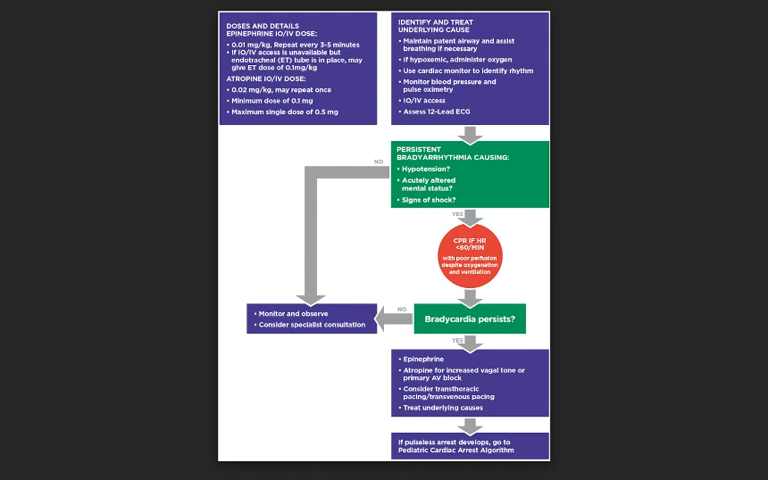 DOSES AND DETAILS
EPINEPHRINE IO/IV DOSE:
• 0.01 mg/kg, Repeat every 3-5 minutes
• If IO/IV access is unavailable but
endotracheal (ET) tube is in place, may
give ET dose of 0.1mg/kg
ATROPINE IO/IV DOSE:
• 0.02 mg/kg, may repeat once
• Minimum dose of 0.1 mg
• Maximum single dose of 0.5 mg
IDENTIFY AND TREAT
UNDERLYING CAUSE
• Maintain patent airway and assist
breathing if necessary
• If hypoxemic, administer oxygen
• Use cardiac monitor to identify rhythm
• Monitor blood pressure and
pulse oximetry
• IO/IV access
• Assess 12-Lead ECG
PERSISTENT
BRADYARRHYTHMIA CAUSING:
• Hypotension?
• Acutely altered
mental status?
• Signs of shock?
NO
YES
CPR IF HR
<60/MIN
with poor perfusion
despite oxygenation
and ventilation
Bradycardia persists?
NO
• Monitor and observe
• Consider specialist consultation
YES
• Epinephrine
• Atropine for increased vagal tone or
primary AV block
• Consider transthoracic
pacing/transvenous pacing
• Treat underlying causes
If pulseless arrest develops, go to
Pediatric Cardiac Arrest Algorithm